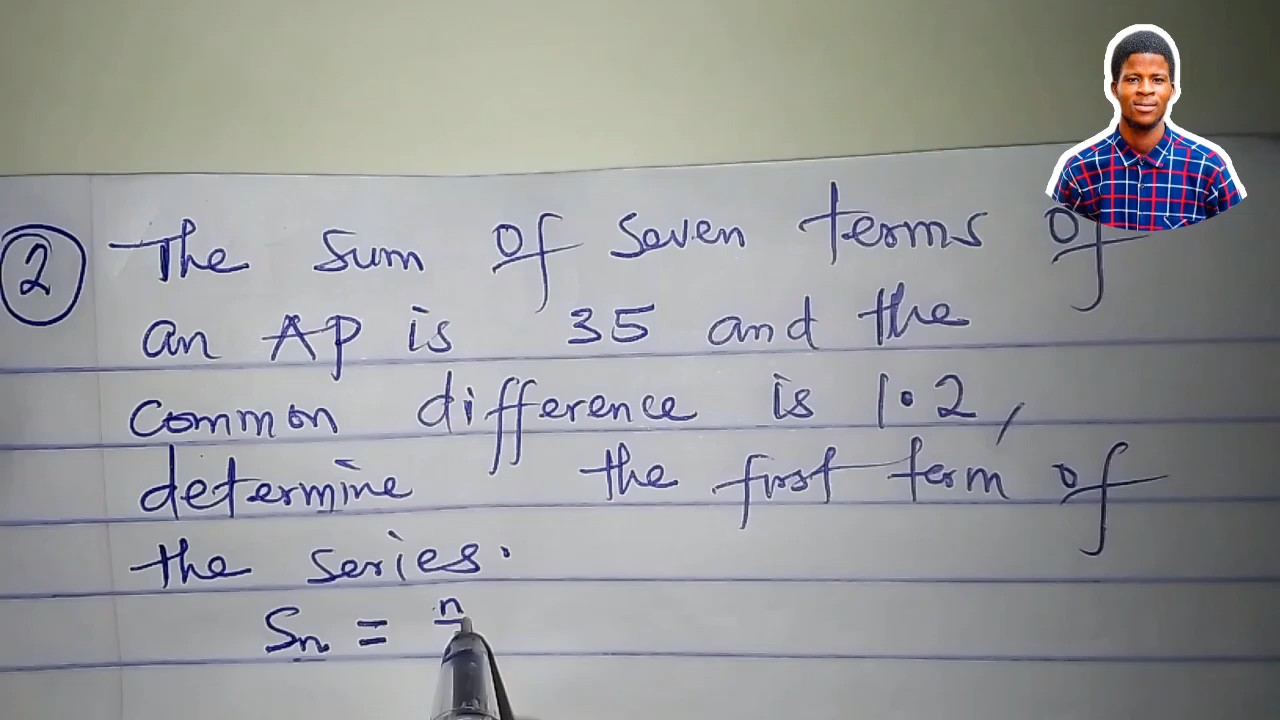 2 The sum of seven terms of
an AP is 35 and the
common difference is 1.2,
determine the first term of
the series.
Sn = n